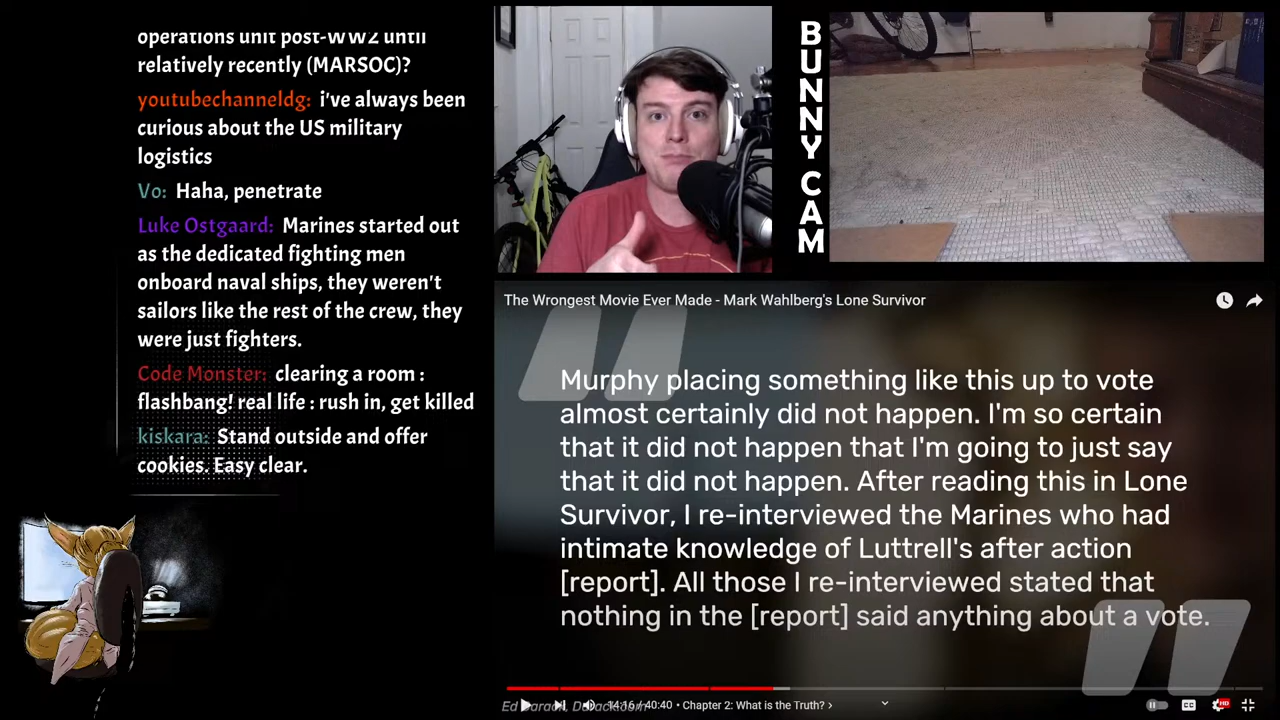 operations unit post-WW2 until
relatively recently (MARSOC)?
youtubechanneldg: i've always been
curious about the US military
logistics
Vo: Haha, penetrate
Luke Ostgaard: Marines started out
as the dedicated fighting men
onboard naval ships, they weren't
sailors like the rest of the crew, they
were just fighters.
Code Monster: clearing a room :
flashbang! real life : rush in, get killed
kiskara: Stand outside and offer
cookies. Easy clear.
BUNNY CAM
The Wrongest Movie Ever Made - Mark Wahlberg's Lone Survivor
Murphy placing something like this up to vote
almost certainly did not happen. I'm so certain
that it did not happen that I'm going to just say
that it did not happen. After reading this in Lone
Survivor, I re-interviewed the Marines who had
intimate knowledge of Luttrell's after action
[report]. All those I re-interviewed stated that
nothing in the [report] said anything about a vote.
14:16 / 40:40 • Chapter 2: What is the Truth? ›
CC
HD